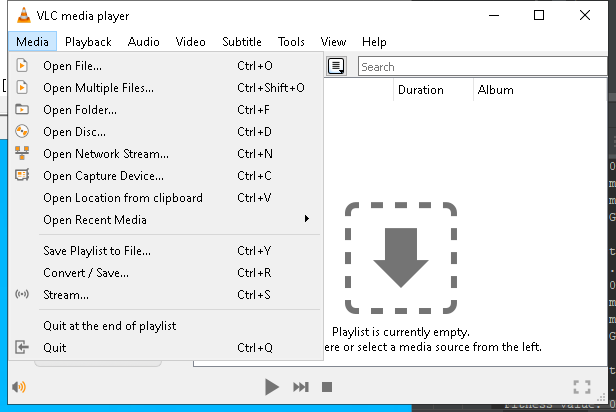 VLC media player
Media Playback Audio Video Subtitle Tools View Help
Open File... Ctrl+O
Search
Open Multiple Files... Ctrl+Shift+O
Duration Album
Open Folder... Ctrl+F
Open Disc... Ctrl+D
Open Network Stream... Ctrl+N
Open Capture Device... Ctrl+C
Open Location from clipboard Ctrl+V
Open Recent Media
Save Playlist to File... Ctrl+Y
Convert / Save... Ctrl+R
Stream... Ctrl+S
Quit at the end of playlist
Playlist is currently empty.
Quit Ctrl+Q
ere or select a media source from the left.